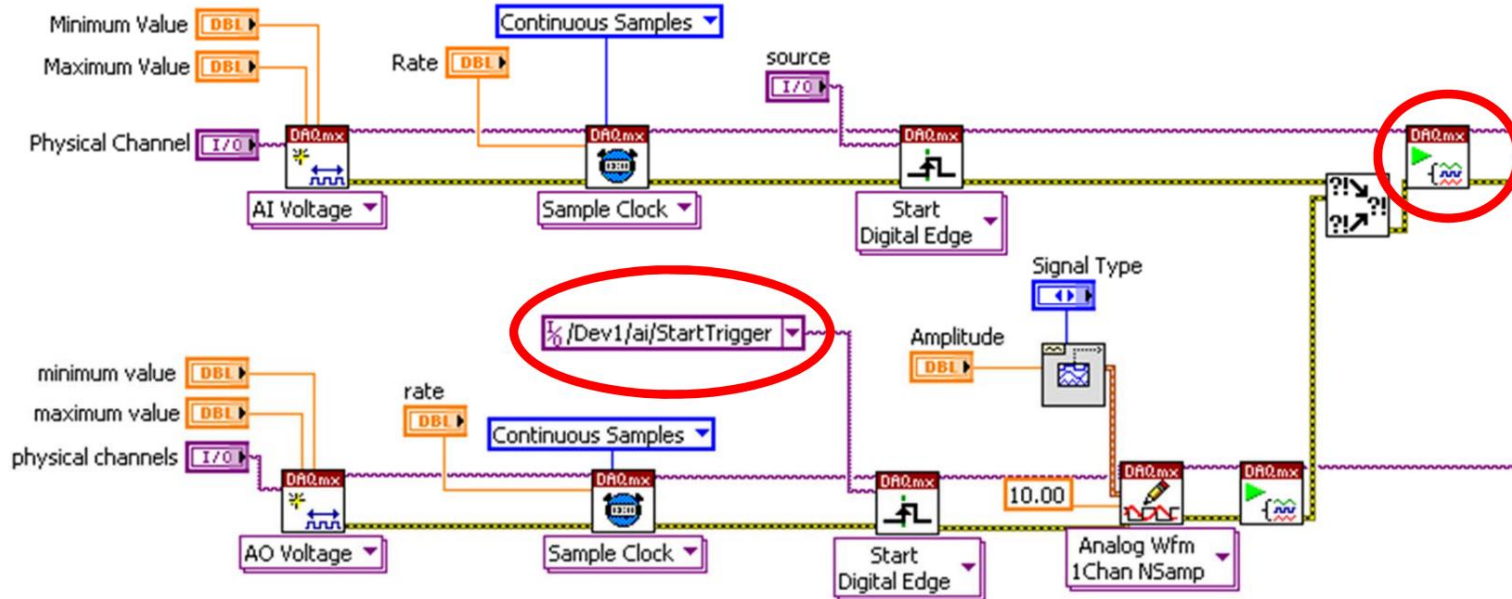 Minimum Value DBL
Continuous Samples
Maximum Value DBL
Rate DBL
source
I/O
Physical Channel I/O
DAQmx
DAQmx
DAQmx
DAQmx
AI Voltage
Sample Clock
Start
Digital Edge
?!
?!
?!
Signal Type
I/O /Dev1/ai/StartTrigger
Amplitude
DBL
minimum value DBL
maximum value DBL
rate
DBL
Continuous Samples
physical channels I/O
DAQmx
DAQmx
DAQmx
DAQmx
DAQmx
10.00
AO Voltage
Sample Clock
Start
Digital Edge
Analog Wfm
1Chan NSamp